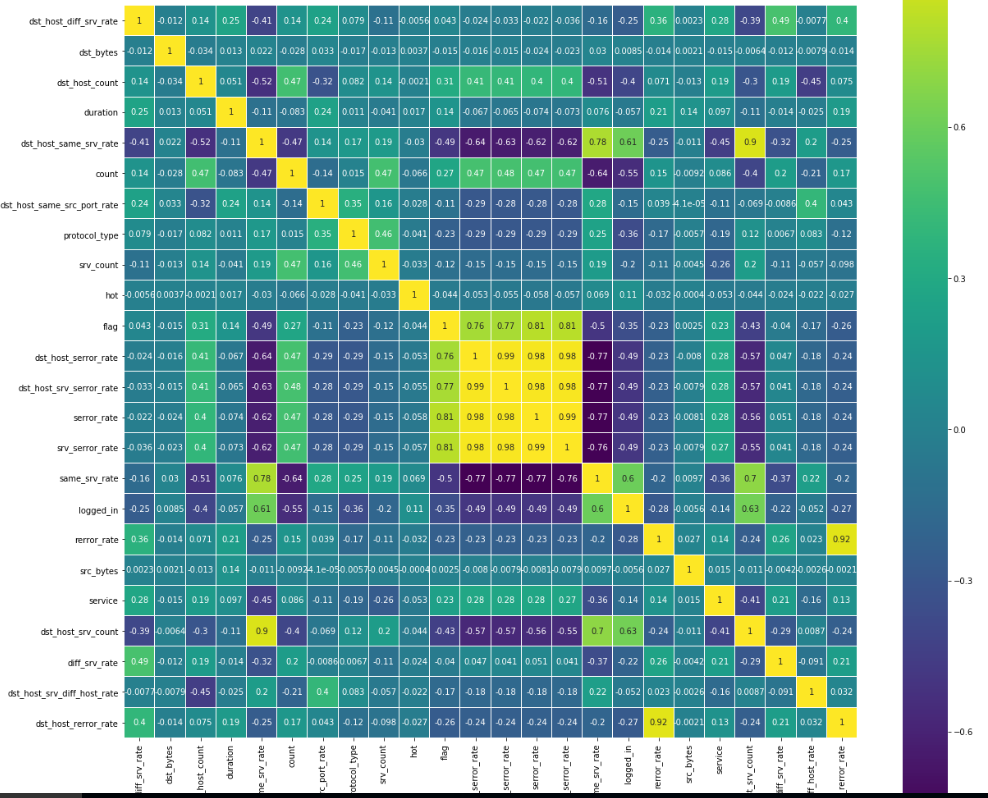 dst_host_diff_srv_rate 1 -0.012 0.14 0.25 -0.41 0.14 0.24 0.079 -0.11 -0.0056 0.043 -0.024 -0.033 -0.022 -0.036 -0.16 -0.25 0.36 0.0023 0.28 -0.39 0.49 -0.0077 0.4
dst_bytes -0.012 1 -0.034 0.013 0.022 -0.028 0.033 -0.017 -0.013 0.0037 -0.015 -0.016 -0.015 -0.024 -0.023 0.03 0.0085 -0.014 0.0021 -0.015 -0.0064 -0.012 -0.0079 -0.014
dst_host_count 0.14 -0.034 1 0.051 -0.52 0.47 -0.32 0.082 0.14 -0.0021 0.31 0.41 0.41 0.4 0.4 -0.51 -0.4 0.071 -0.013 0.19 -0.3 0.19 -0.45 0.075
duration 0.25 0.013 0.051 1 -0.11 -0.083 0.24 0.011 -0.041 0.017 0.14 -0.067 -0.065 -0.074 -0.073 0.076 -0.057 0.21 0.14 0.097 -0.11 -0.014 -0.025 0.19
dst_host_same_srv_rate -0.41 0.022 -0.52 -0.11 1 -0.47 0.14 0.17 0.19 -0.03 -0.49 -0.64 -0.63 -0.62 -0.62 0.78 0.61 -0.25 -0.011 -0.45 0.9 -0.32 0.2 -0.25
count 0.14 -0.028 0.47 -0.083 -0.47 1 -0.14 0.015 0.47 -0.066 0.27 0.47 0.48 0.47 0.47 -0.64 -0.55 0.15 -0.0092 0.086 -0.4 0.2 -0.21 0.17
dst_host_same_src_port_rate 0.24 0.033 -0.32 0.24 0.14 -0.14 1 0.35 0.16 -0.028 -0.11 -0.29 -0.28 -0.28 -0.28 0.28 -0.15 0.039 -4.1e-05 -0.11 -0.069 -0.0086 0.4 0.043
protocol_type 0.079 -0.017 0.082 0.011 0.17 0.015 0.35 1 0.46 -0.041 -0.23 -0.29 -0.29 -0.29 -0.29 0.25 -0.36 -0.17 -0.0057 -0.19 0.12 0.0067 0.083 -0.12
srv_count -0.11 -0.013 0.14 -0.041 0.19 0.47 0.16 0.46 1 -0.033 -0.12 -0.15 -0.15 -0.15 -0.15 0.19 -0.2 -0.11 -0.0045 -0.26 0.2 -0.11 -0.057 -0.098
hot -0.0056 0.0037 -0.0021 0.017 -0.03 -0.066 -0.028 -0.041 -0.033 1 -0.044 -0.053 -0.055 -0.058 -0.057 0.069 0.11 -0.032 -0.0004 -0.053 -0.044 -0.024 -0.022 -0.027
flag 0.043 -0.015 0.31 0.14 -0.49 0.27 -0.11 -0.23 -0.12 -0.044 1 0.76 0.77 0.81 0.81 -0.5 -0.35 -0.23 0.0025 0.23 -0.43 -0.04 -0.17 -0.26
dst_host_serror_rate -0.024 -0.016 0.41 -0.067 -0.64 0.47 -0.29 -0.29 -0.15 -0.053 0.76 1 0.99 0.98 0.98 -0.77 -0.49 -0.23 -0.008 0.28 -0.57 0.047 -0.18 -0.24
dst_host_srv_serror_rate -0.033 -0.015 0.41 -0.065 -0.63 0.48 -0.28 -0.29 -0.15 -0.055 0.77 0.99 1 0.98 0.98 -0.77 -0.49 -0.23 -0.0079 0.28 -0.57 0.041 -0.18 -0.24
serror_rate -0.022 -0.024 0.4 -0.074 -0.62 0.47 -0.28 -0.29 -0.15 -0.058 0.81 0.98 0.98 1 0.99 -0.77 -0.49 -0.23 -0.0081 0.28 -0.56 0.051 -0.18 -0.24
srv_serror_rate -0.036 -0.023 0.4 -0.073 -0.62 0.47 -0.28 -0.29 -0.15 -0.057 0.81 0.98 0.98 0.99 1 -0.76 -0.49 -0.23 -0.0079 0.27 -0.55 0.041 -0.18 -0.24
same_srv_rate -0.16 0.03 -0.51 0.076 0.78 -0.64 0.28 0.25 0.19 0.069 -0.5 -0.77 -0.77 -0.77 -0.76 1 0.6 -0.2 0.0097 -0.36 0.7 -0.37 0.22 -0.2
logged_in -0.25 0.0085 -0.4 -0.057 0.61 -0.55 -0.15 -0.36 -0.2 0.11 -0.35 -0.49 -0.49 -0.49 -0.49 0.6 1 -0.28 -0.0056 -0.14 0.63 -0.22 -0.052 -0.27
rerror_rate 0.36 -0.014 0.071 0.21 -0.25 0.15 0.039 -0.17 -0.11 -0.032 -0.23 -0.23 -0.23 -0.23 -0.23 -0.2 -0.28 1 0.027 0.14 -0.24 0.26 0.023 0.92
src_bytes 0.0023 0.0021 -0.013 0.14 -0.011 -0.0092 -4.1e-05 -0.0057 -0.0045 -0.0004 0.0025 -0.008 -0.0079 -0.0081 -0.0079 0.0097 -0.0056 0.027 1 0.015 -0.011 -0.0042 -0.0026 -0.0021
service 0.28 -0.015 0.19 0.097 -0.45 0.086 -0.11 -0.19 -0.26 -0.053 0.23 0.28 0.28 0.28 0.27 -0.36 -0.14 0.14 0.015 1 -0.41 0.21 -0.16 0.13
dst_host_srv_count -0.39 -0.0064 -0.3 -0.11 0.9 -0.4 -0.069 0.12 0.2 -0.044 -0.43 -0.57 -0.57 -0.56 -0.55 0.7 0.63 -0.24 -0.011 -0.41 1 -0.29 0.0087 -0.24
diff_srv_rate 0.49 -0.012 0.19 -0.014 -0.32 0.2 -0.0086 0.0067 -0.11 -0.024 -0.04 0.047 0.041 0.051 0.041 -0.37 -0.22 0.26 -0.0042 0.21 -0.29 1 -0.091 0.21
dst_host_srv_diff_host_rate -0.0077 -0.0079 -0.45 -0.025 0.2 -0.21 0.4 0.083 -0.057 -0.022 -0.17 -0.18 -0.18 -0.18 -0.18 0.22 -0.052 0.023 -0.0026 -0.16 0.0087 -0.091 1 0.032
dst_host_rerror_rate 0.4 -0.014 0.075 0.19 -0.25 0.17 0.043 -0.12 -0.098 -0.027 -0.26 -0.24 -0.24 -0.24 -0.24 -0.2 -0.27 0.92 -0.0021 0.13 -0.24 0.21 0.032 1
diff_srv_rate
dst_bytes
host_count
duration
me_srv_rate
count
rc_port_rate
otocol_type
srv_count
hot
flag
_serror_rate
_serror_rate
serror_rate
_serror_rate
me_srv_rate
logged_in
rerror_rate
src_bytes
service
t_srv_count
diff_srv_rate
ff_host_rate
rerror_rate
0.6
0.3
0.0
−0.3
−0.6